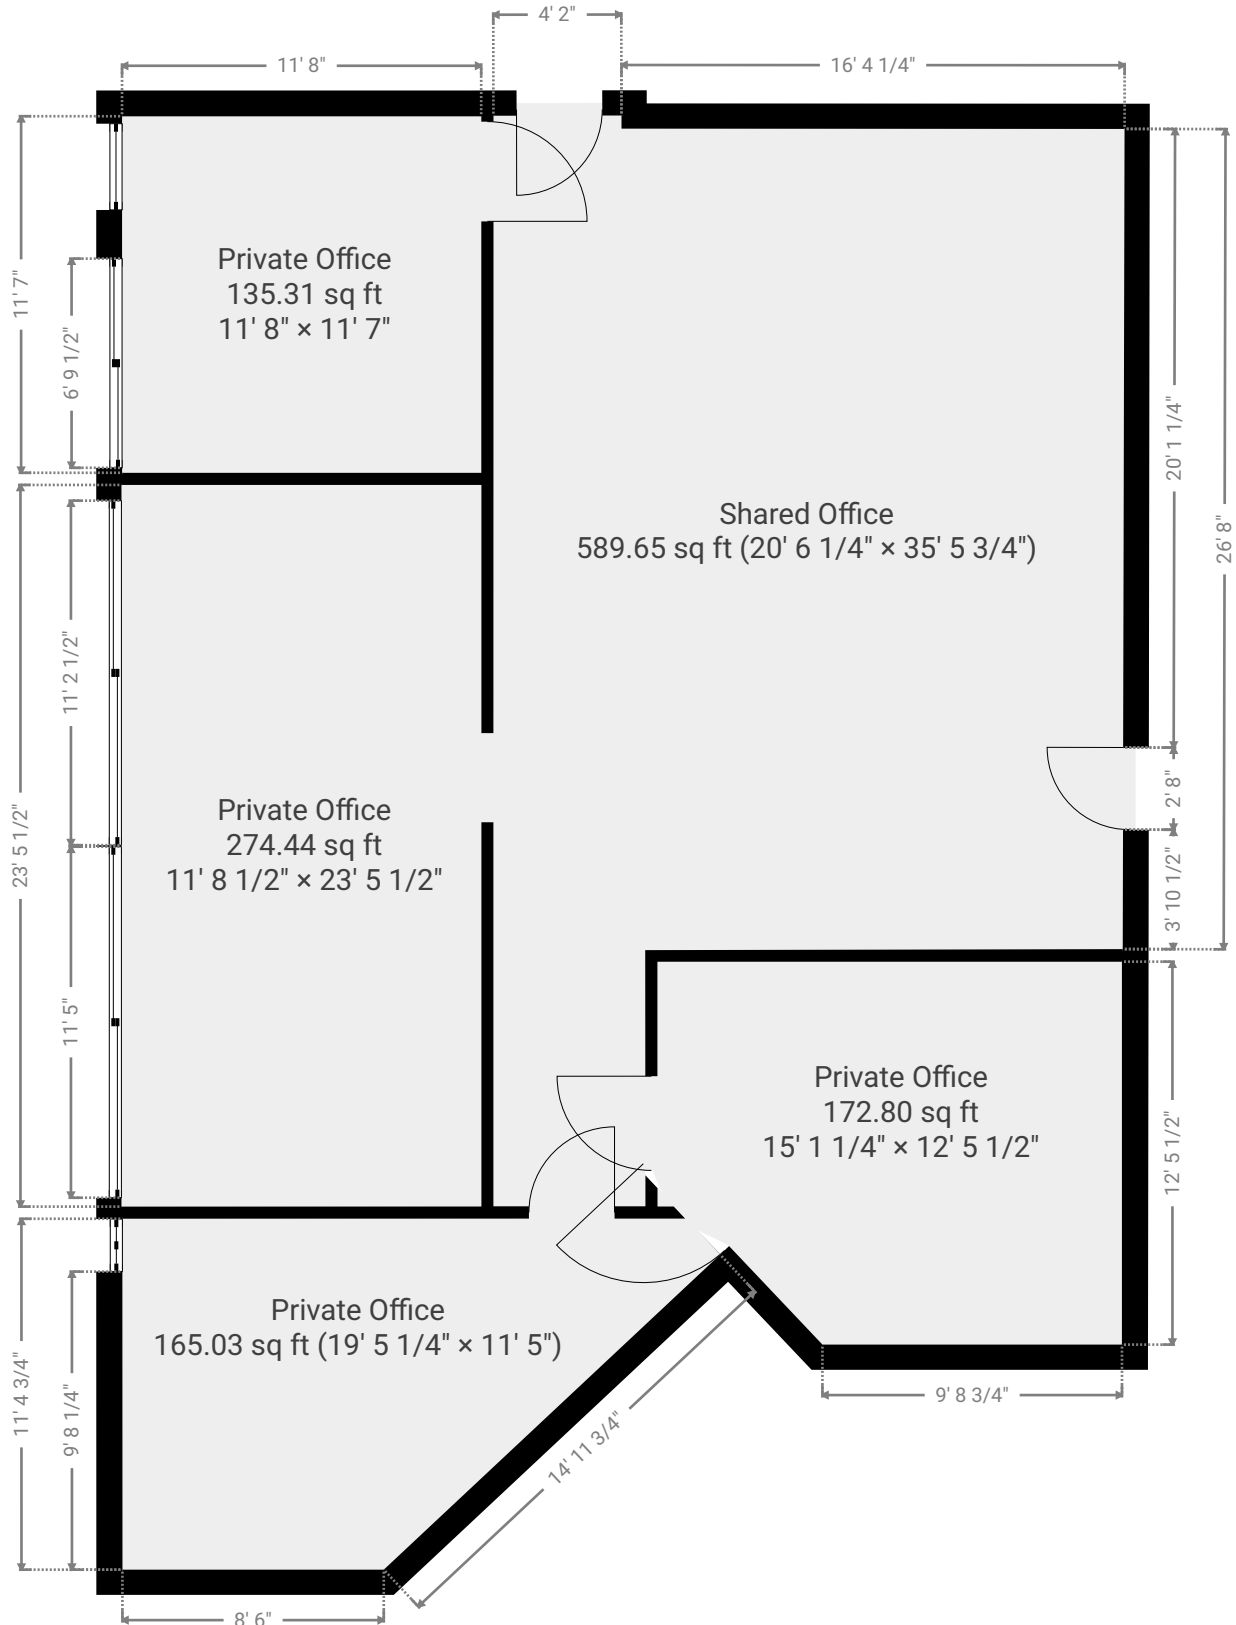 4' 2"
11' 8"
16' 4 1/4"
11' 7"
6' 9 1/2"
Private Office
135.31 sq ft
11' 8" × 11' 7"
20' 1 1/4"
26' 8"
Shared Office
589.65 sq ft (20' 6 1/4" × 35' 5 3/4")
11' 2 1/2"
23' 5 1/2"
Private Office
274.44 sq ft
11' 8 1/2" × 23' 5 1/2"
2' 8"
3' 10 1/2"
11' 5"
Private Office
172.80 sq ft
15' 1 1/4" × 12' 5 1/2"
12' 5 1/2"
Private Office
165.03 sq ft (19' 5 1/4" × 11' 5")
11' 4 3/4"
9' 8 1/4"
9' 8 3/4"
14' 11 3/4"
8' 6"